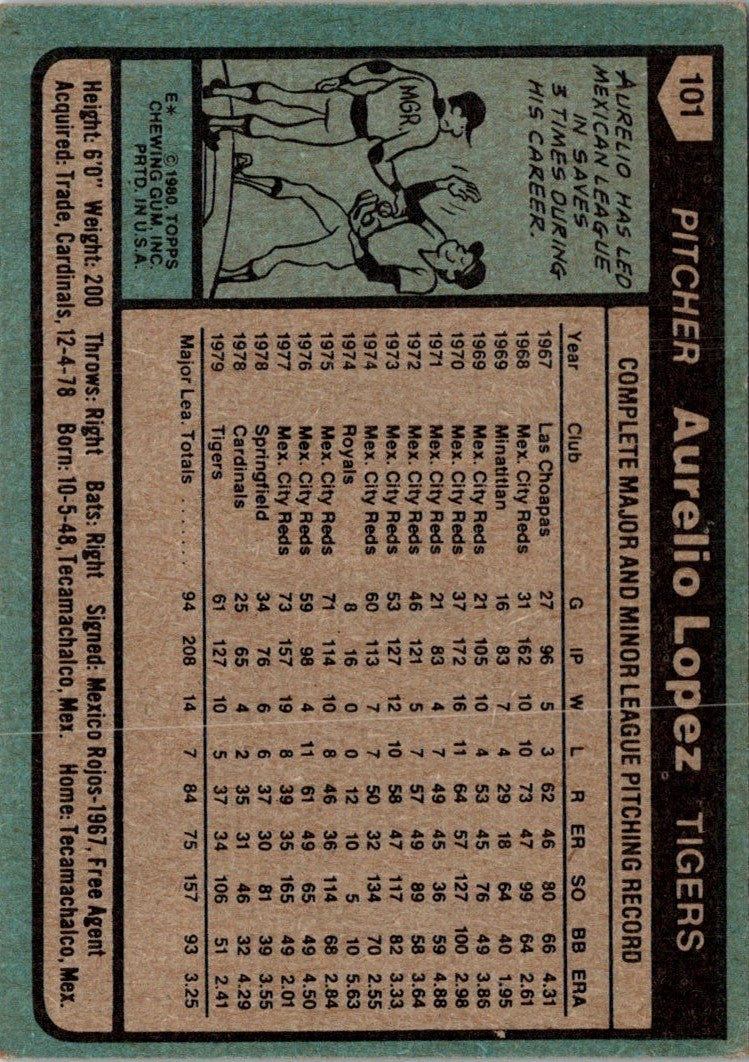 101 PITCHER Aurelio Lopez TIGERS
AURELIO HAS LED
MEXICAN LEAGUE
IN SAVES
3 TIMES DURING
HIS CAREER.
MGR.
E* © 1980, TOPPS
CHEWING GUM, INC.
PRTD. IN U.S.A.
COMPLETE MAJOR AND MINOR LEAGUE PITCHING RECORD
Year Club G IP W L R ER SO BB ERA
1967 Las Choapas 27 96 5 3 62 46 80 66 4.31
1968 Mex. City Reds 31 162 10 10 73 47 99 64 2.61
1969 Minatitlan 16 83 7 4 29 18 64 40 1.95
1969 Mex. City Reds 21 105 10 4 53 45 76 49 3.86
1970 Mex. City Reds 37 172 16 11 64 57 127 100 2.98
1971 Mex. City Reds 21 83 4 7 49 45 36 59 4.88
1972 Mex. City Reds 46 121 5 7 57 49 89 58 3.64
1973 Mex. City Reds 53 127 12 10 58 47 117 82 3.33
1974 Mex. City Reds 60 113 7 7 50 32 134 70 2.55
1974 Royals 8 16 0 0 12 10 5 10 5.63
1975 Mex. City Reds 71 114 10 8 46 36 114 68 2.84
1976 Mex. City Reds 59 98 4 11 61 49 65 49 4.50
1977 Mex. City Reds 73 157 19 8 39 35 165 49 2.01
1978 Springfield 34 76 6 6 37 30 81 39 3.55
1978 Cardinals 25 65 4 2 35 31 46 32 4.29
1979 Tigers 61 127 10 5 37 34 106 51 2.41
Major Lea. Totals ....... 94 208 14 7 84 75 157 93 3.25
Height: 6'0" Weight: 200 Throws: Right Bats: Right Signed: Mexico Rojos-1967, Free Agent
Acquired: Trade, Cardinals, 12-4-78 Born: 10-5-48, Tecamachalco, Mex. Home: Tecamachalco, Mex.